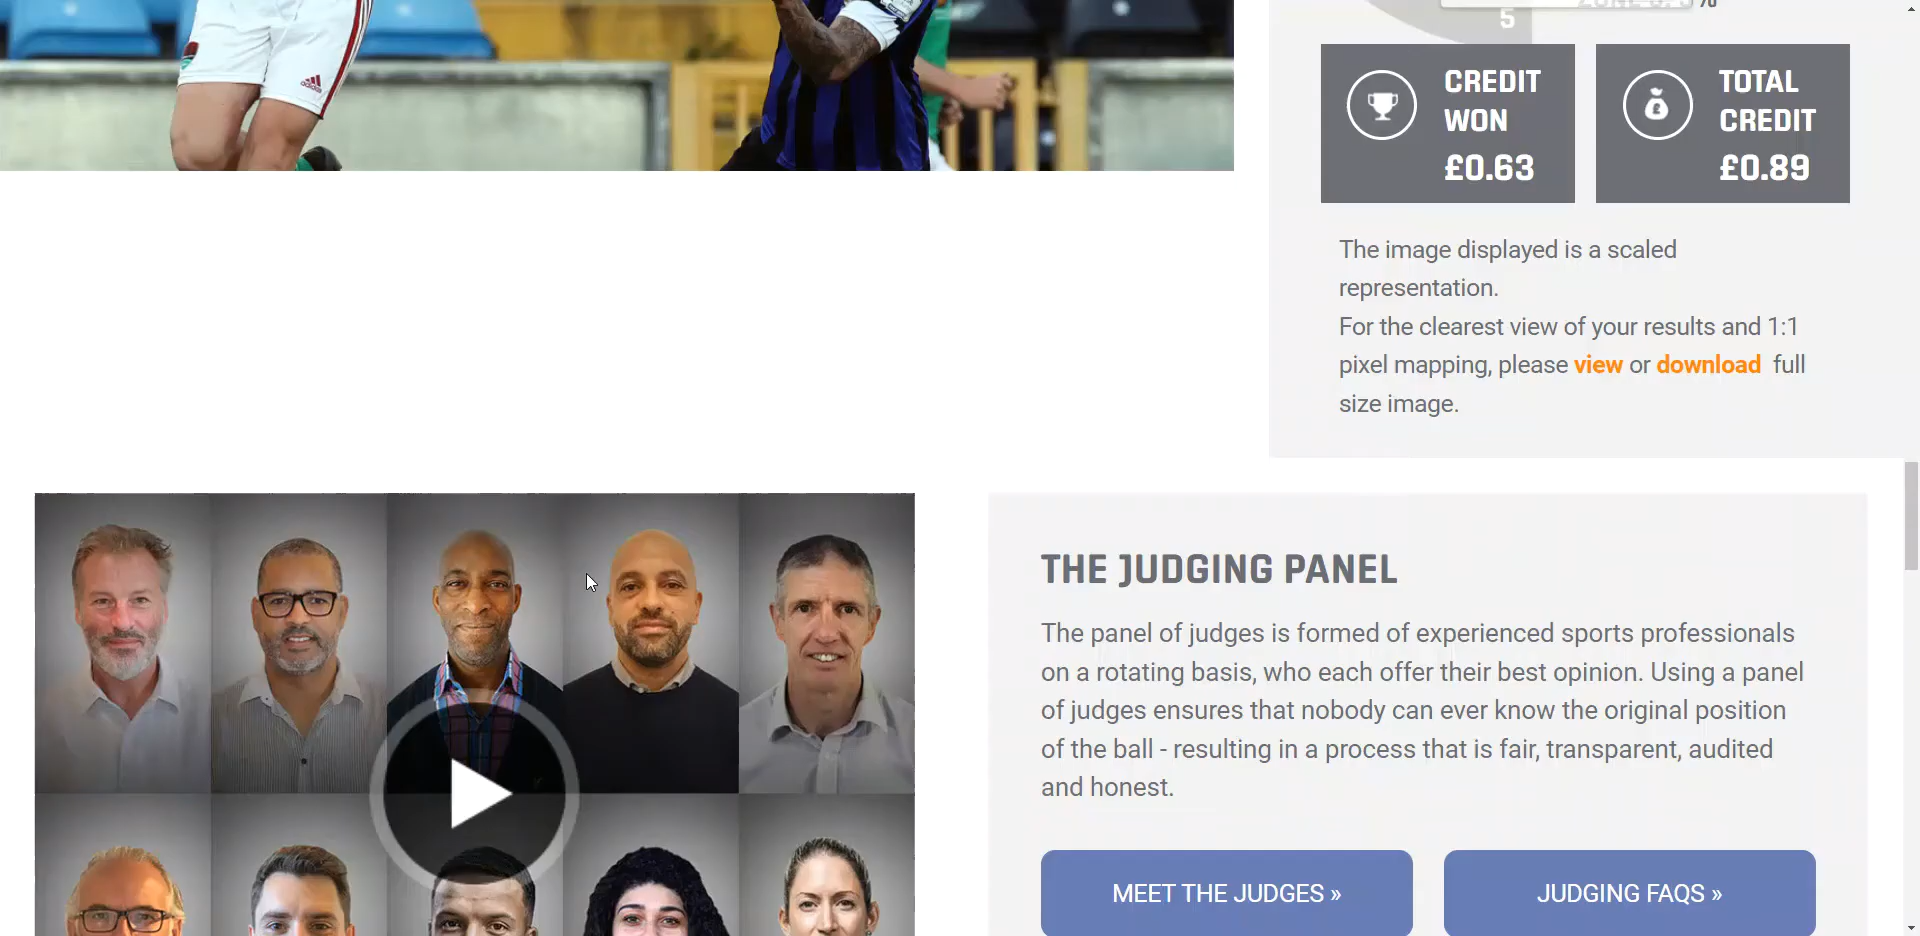 5
CREDIT
WON
£0.63
TOTAL
CREDIT
£0.89
The image displayed is a scaled
representation.
For the clearest view of your results and 1:1
pixel mapping, please view or download full
size image.
THE JUDGING PANEL
The panel of judges is formed of experienced sports professionals
on a rotating basis, who each offer their best opinion. Using a panel
of judges ensures that nobody can ever know the original position
of the ball - resulting in a process that is fair, transparent, audited
and honest.
MEET THE JUDGES »
JUDGING FAQS »